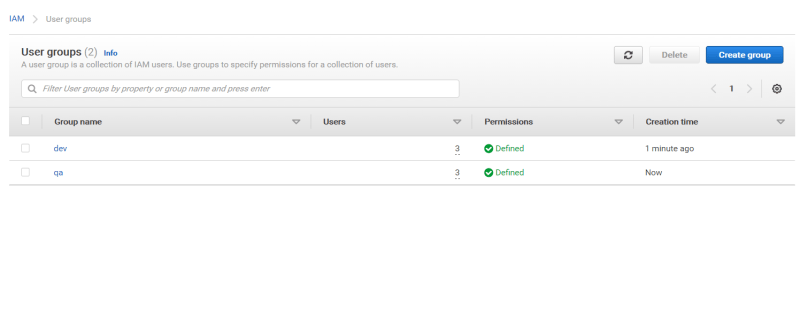 IAM > User groups
User groups (2) Info
A user group is a collection of IAM users. Use groups to specify permissions for a collection of users.
Delete
Create group
Filter User groups by property or group name and press enter
< 1 >
Group name Users Permissions Creation time
dev 3 Defined 1 minute ago
qa 3 Defined Now